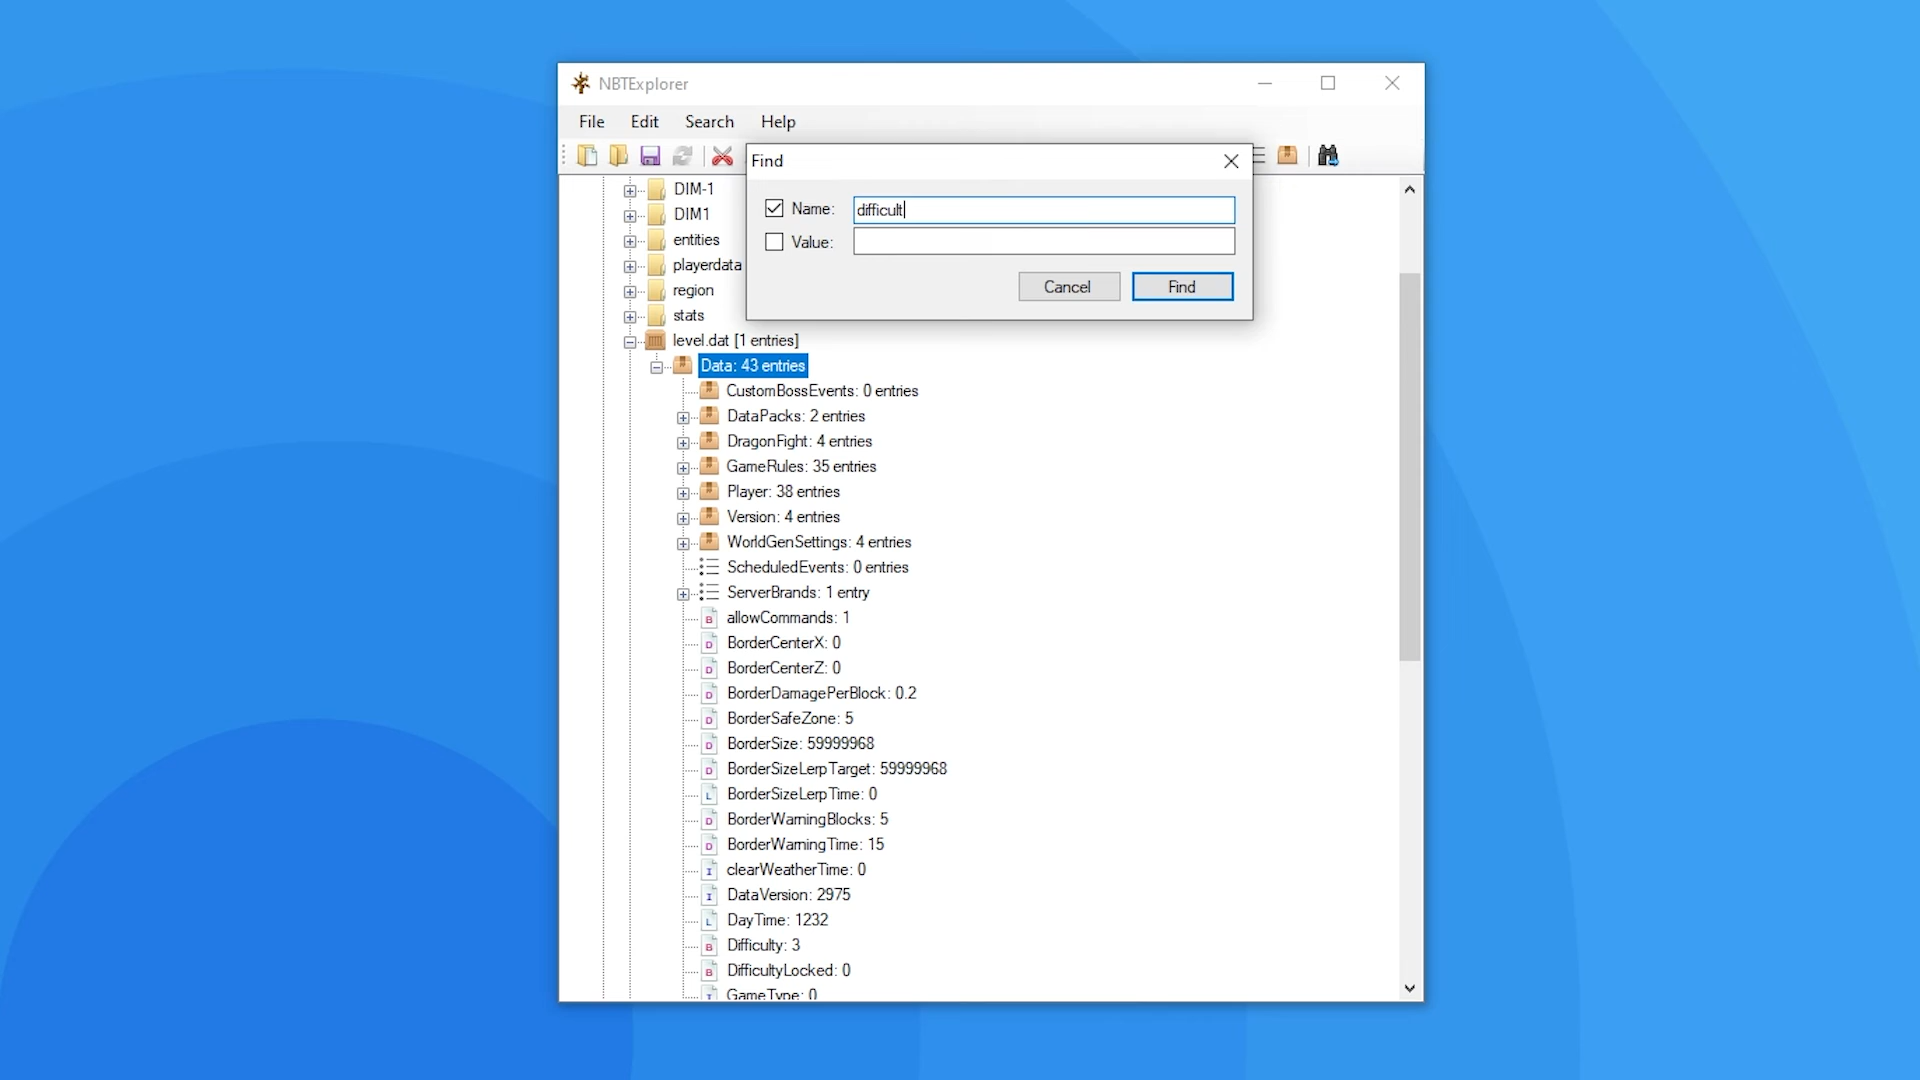 NBTExplorer
File Edit Search Help
Find
Name: difficult
Value:
Cancel Find
DIM-1
DIM1
entities
playerdata
region
stats
level.dat [1 entries]
Data: 43 entries
CustomBossEvents: 0 entries
DataPacks: 2 entries
DragonFight: 4 entries
GameRules: 35 entries
Player: 38 entries
Version: 4 entries
WorldGenSettings: 4 entries
ScheduledEvents: 0 entries
ServerBrands: 1 entry
B allowCommands: 1
D BorderCenterX: 0
D BorderCenterZ: 0
D BorderDamagePerBlock: 0.2
D BorderSafeZone: 5
D BorderSize: 59999968
D BorderSizeLerpTarget: 59999968
L BorderSizeLerpTime: 0
D BorderWarningBlocks: 5
D BorderWarningTime: 15
I clearWeatherTime: 0
I DataVersion: 2975
L DayTime: 1232
B Difficulty: 3
B DifficultyLocked: 0
I GameType: 0